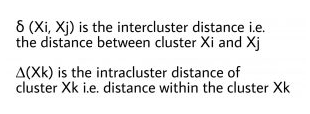 δ (Xi, Xj) is the intercluster distance i.e.
the distance between cluster Xi and Xj
Δ(Xk) is the intracluster distance of
cluster Xk i.e. distance within the cluster Xk